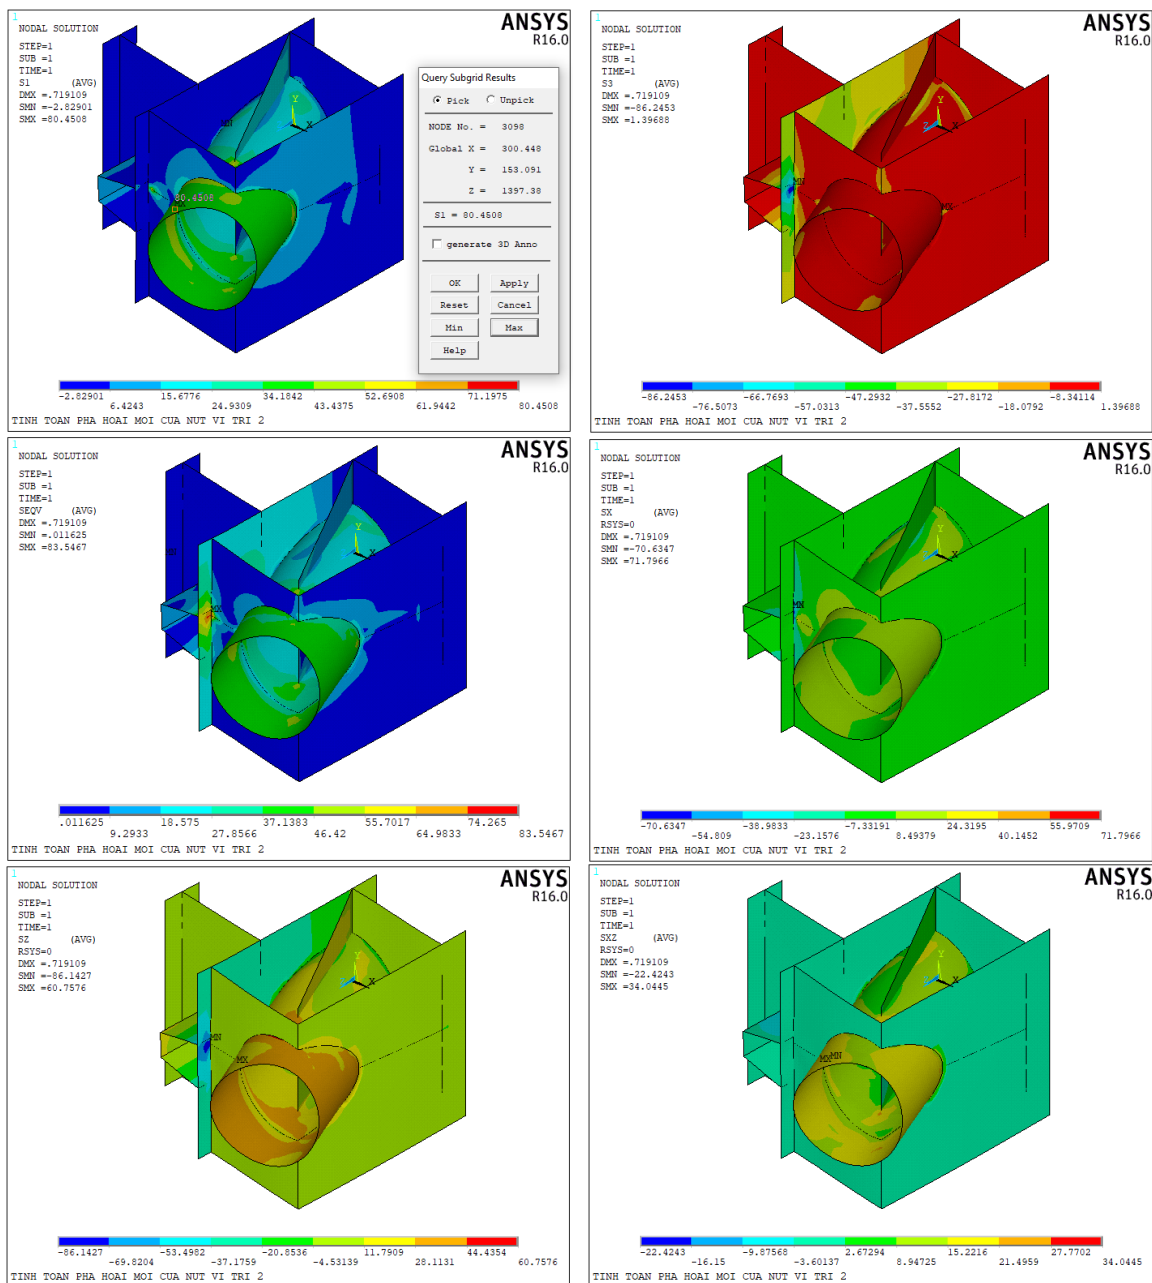 1
NODAL SOLUTION
STEP=1
SUB =1
TIME=1
S1 (AVG)
DMX =.719109
SMN =-2.82901
SMX =80.4508
ANSYS
R16.0
MN
Y
X
80.4508
MX
Query Subgrid Results
Pick Unpick
NODE No. = 3098
Global X = 300.448
Y = 153.091
Z = 1397.38
S1 = 80.4508
generate 3D Anno
OK Apply
Reset Cancel
Min Max
Help
-2.82901 15.6776 34.1842 52.6908 71.1975
6.4243 24.9309 43.4375 61.9442 80.4508
TINH TOAN PHA HOAI MOI CUA NUT VI TRI 2
1
NODAL SOLUTION
STEP=1
SUB =1
TIME=1
S3 (AVG)
DMX =.719109
SMN =-86.2453
SMX =1.39688
ANSYS
R16.0
Y
Z X
MN
MX
-86.2453 -66.7693 -47.2932 -27.8172 -8.34114
-76.5073 -57.0313 -37.5552 -18.0792 1.39688
TINH TOAN PHA HOAI MOI CUA NUT VI TRI 2
1
NODAL SOLUTION
STEP=1
SUB =1
TIME=1
SEQV (AVG)
DMX =.719109
SMN =.011625
SMX =83.5467
ANSYS
R16.0
Y
X
MX
.011625 18.575 37.1383 55.7017 74.265
9.2933 27.8566 46.42 64.9833 83.5467
TINH TOAN PHA HOAI MOI CUA NUT VI TRI 2
1
NODAL SOLUTION
STEP=1
SUB =1
TIME=1
SX (AVG)
RSYS=0
DMX =.719109
SMN =-70.6347
SMX =71.7966
ANSYS
R16.0
Y
X
MN
-70.6347 -38.9833 -7.33191 24.3195 55.9709
-54.809 -23.1576 8.49379 40.1452 71.7966
TINH TOAN PHA HOAI MOI CUA NUT VI TRI 2
1
NODAL SOLUTION
STEP=1
SUB =1
TIME=1
SZ (AVG)
RSYS=0
DMX =.719109
SMN =-86.1427
SMX =60.7576
ANSYS
R16.0
Y
Z X
MN
MX
-86.1427 -53.4982 -20.8536 11.7909 44.4354
-69.8204 -37.1759 -4.53139 28.1131 60.7576
TINH TOAN PHA HOAI MOI CUA NUT VI TRI 2
1
NODAL SOLUTION
STEP=1
SUB =1
TIME=1
SXZ (AVG)
RSYS=0
DMX =.719109
SMN =-22.4243
SMX =34.0445
ANSYS
R16.0
Y
X
MXMN
-22.4243 -9.87568 2.67294 15.2216 27.7702
-16.15 -3.60137 8.94725 21.4959 34.0445
TINH TOAN PHA HOAI MOI CUA NUT VI TRI 2